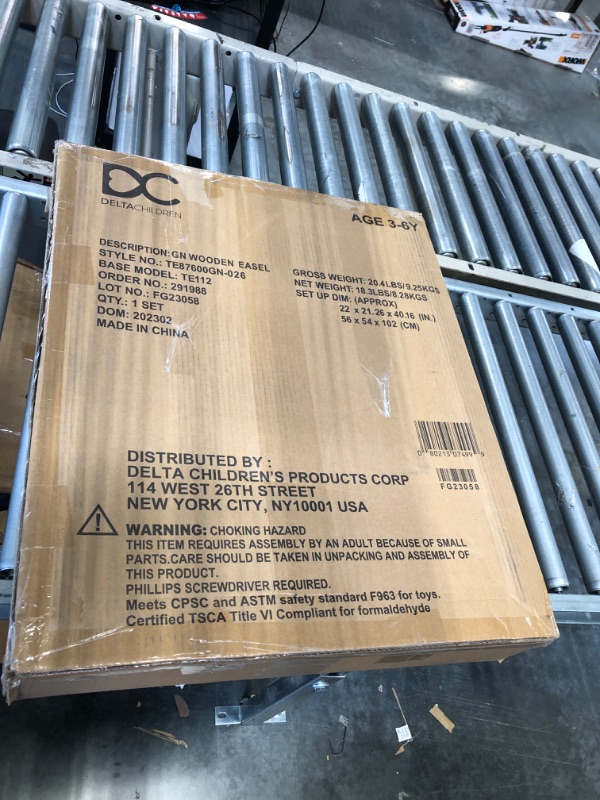 DC
DELTACHILDREN
AGE 3-6Y
DESCRIPTION: GN WOODEN EASEL
STYLE NO.: TE87600GN-026
BASE MODEL: TE112
ORDER NO.: 291988
LOT NO.: FG23058
QTY.: 1 SET
DOM: 202302
MADE IN CHINA
GROSS WEIGHT: 20.4LBS/9.25KGS
NET WEIGHT: 18.3LBS/8.28KGS
SET UP DIM: (APPROX)
22 x 21.26 x 40.16 (IN.)
56 x 54 x 102 (CM)
0 80213 07499 9
FG23058
DISTRIBUTED BY :
DELTA CHILDREN'S PRODUCTS CORP
114 WEST 26TH STREET
NEW YORK CITY, NY10001 USA
WARNING: CHOKING HAZARD
THIS ITEM REQUIRES ASSEMBLY BY AN ADULT BECAUSE OF SMALL
PARTS.CARE SHOULD BE TAKEN IN UNPACKING AND ASSEMBLY OF
THIS PRODUCT.
PHILLIPS SCREWDRIVER REQUIRED.
Meets CPSC and ASTM safety standard F963 for toys.
Certified TSCA Title VI Compliant for formaldehyde
WORX